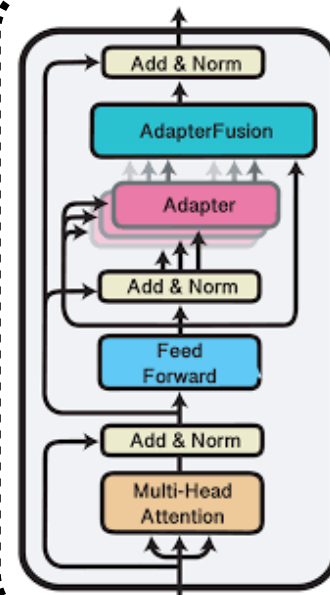 Add & Norm
AdapterFusion
Adapter
Add & Norm
Feed
Forward
Add & Norm
Multi-Head
Attention